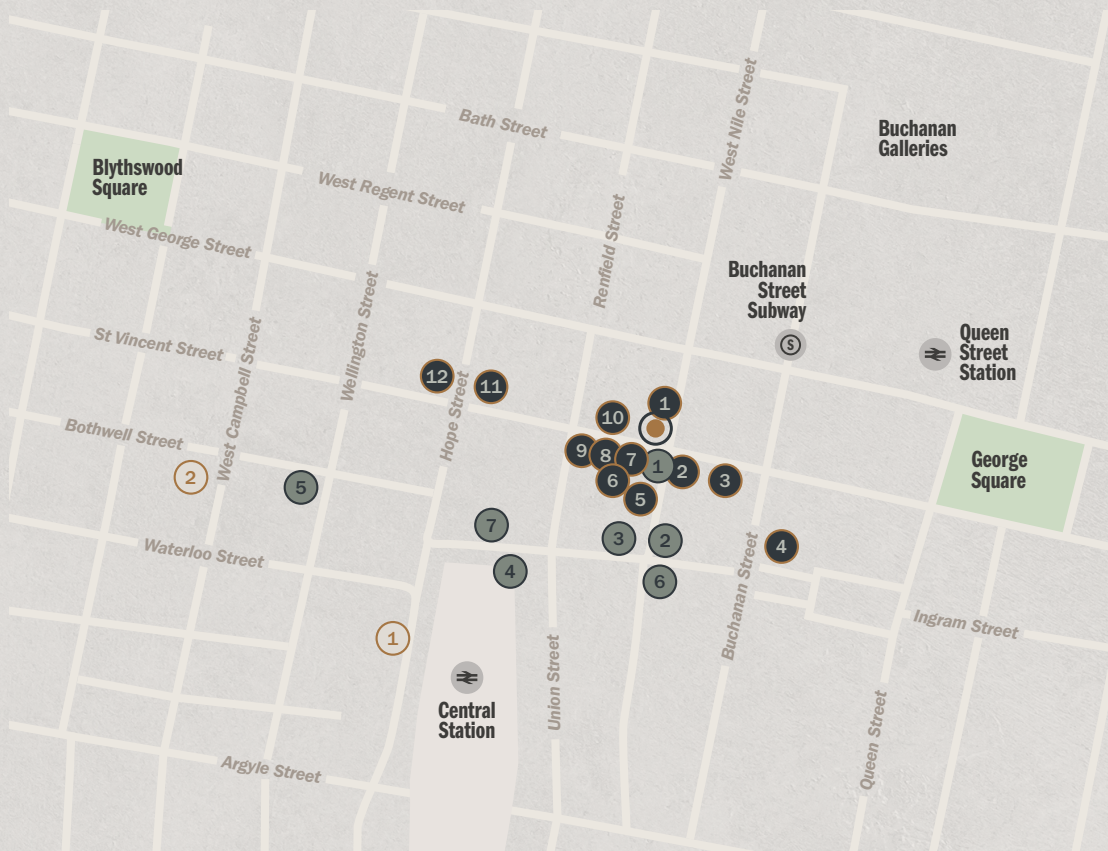 Bath Street
West Nile Street
Buchanan
Galleries
Blythswood
Square
West Regent Street
West George Street
Renfield Street
Buchanan
Street
Subway
S
Queen
Street
Station
St Vincent Street
West Campbell Street
Wellington Street
Hope Street
12
11
1
10
9
8
7
1
2
3
6
5
Bothwell Street
2
5
George
Square
7
3
2
4
4
6
Waterloo Street
Buchanan Street
Ingram Street
1
Central
Station
Union Street
Queen Street
Argyle Street